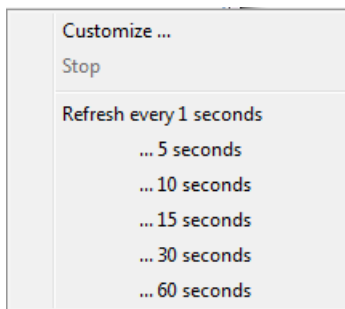 Customize ...
Stop
Refresh every 1 seconds
... 5 seconds
... 10 seconds
... 15 seconds
... 30 seconds
... 60 seconds